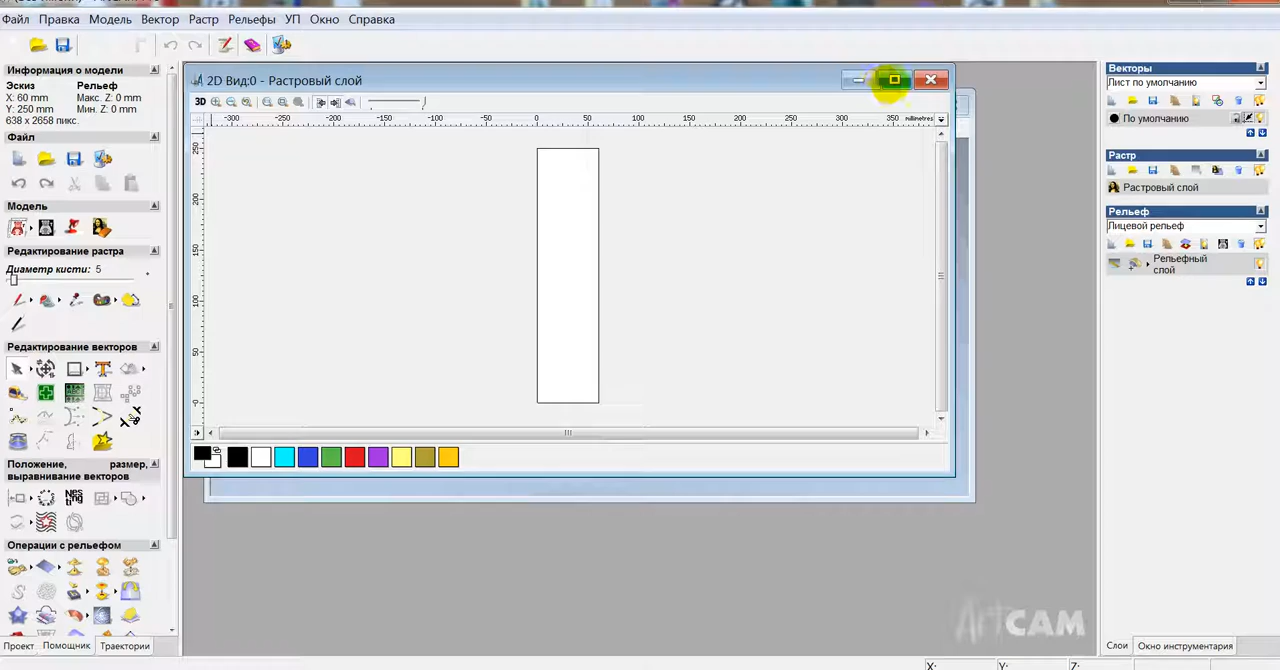 Файл Правка Модель Вектор Растр Рельефы УП Окно Справка
Информация о модели
Эскиз Рельеф
X: 60 mm Макс. Z: 0 mm
Y: 250 mm Мин. Z: 0 mm
638 x 2658 пикс.
Файл
Модель
Редактирование растра
Диаметр кисти: 5
Редактирование векторов
Положение, размер,
выравнивание векторов
Операции с рельефом
Проект Помощник Траектории
2D Вид:0 - Растровый слой
3D
-300 -250 -200 -150 -100 -50 0 50 100 150 200 250 300 350 millimetres
250
200
150
100
50
-0
Векторы
Лист по умолчанию
По умолчанию
Растр
Растровый слой
Рельеф
Лицевой рельеф
Рельефный
слой
ArtCAM
Слои Окно инструментария
X: Y: Z: